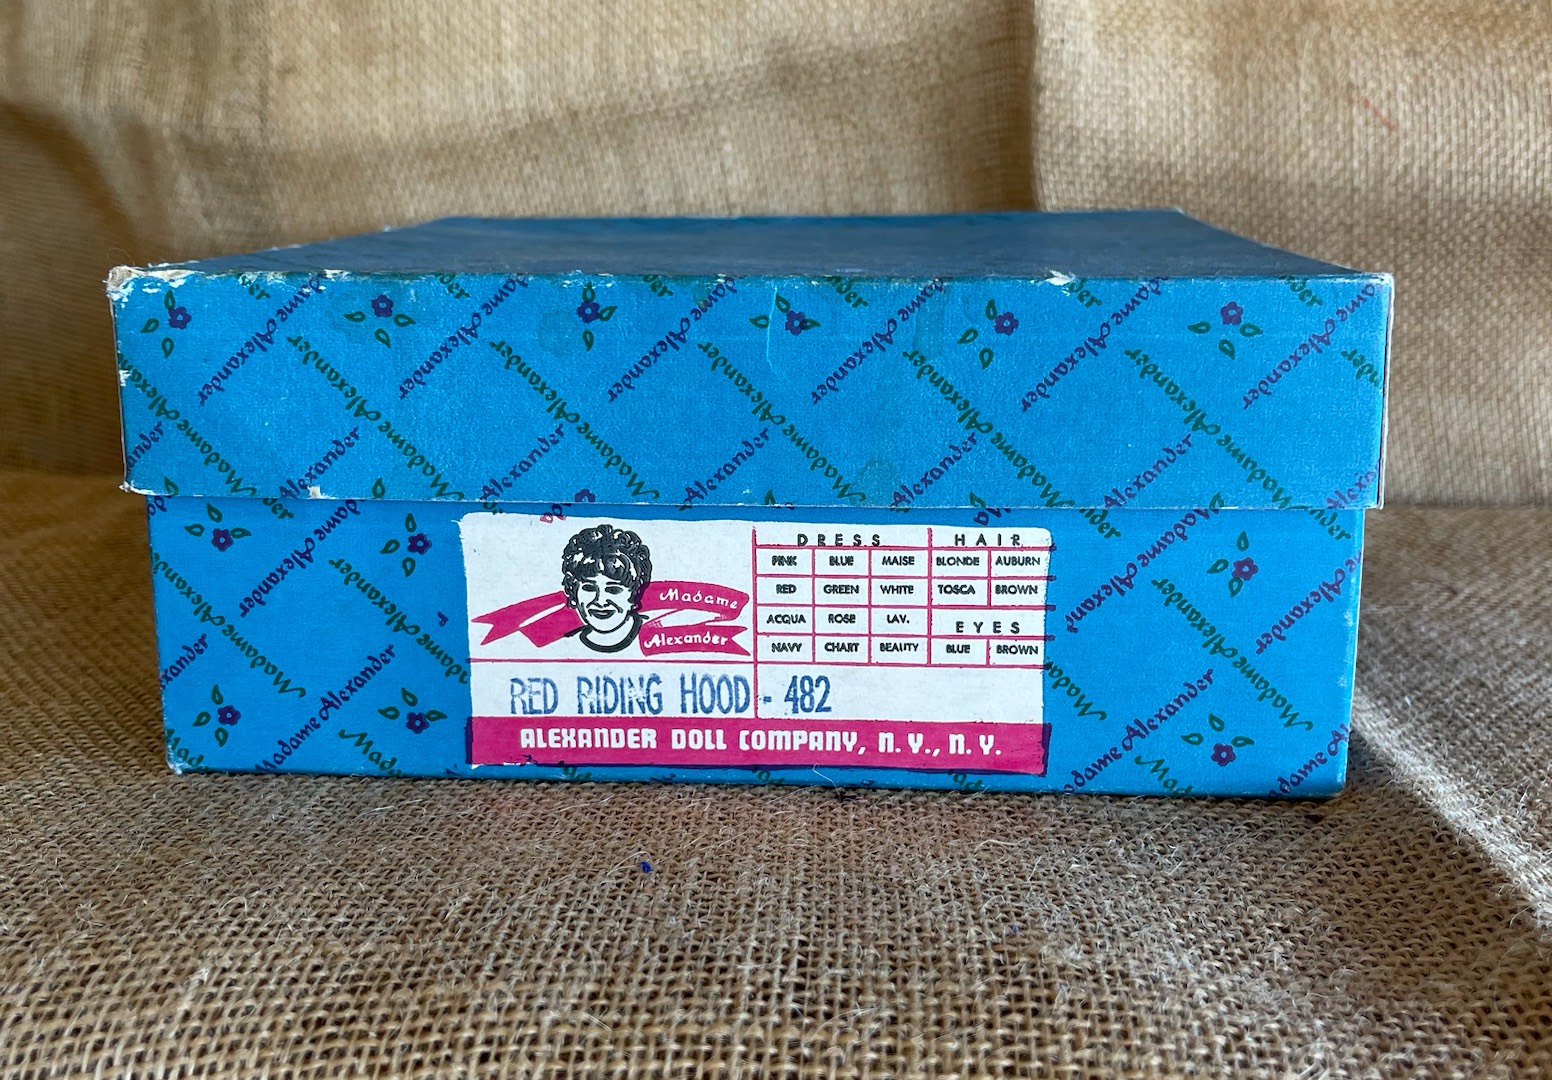 Madame Alexander
Madame
Alexander
DRESS HAIR
PINK BLUE MAISE BLONDE AUBURN
RED GREEN WHITE TOSCA BROWN
ACQUA ROSE LAV. EYES
NAVY CHART BEAUTY BLUE BROWN
RED RIDING HOOD - 482
ALEXANDER DOLL COMPANY, N.Y., N.Y.